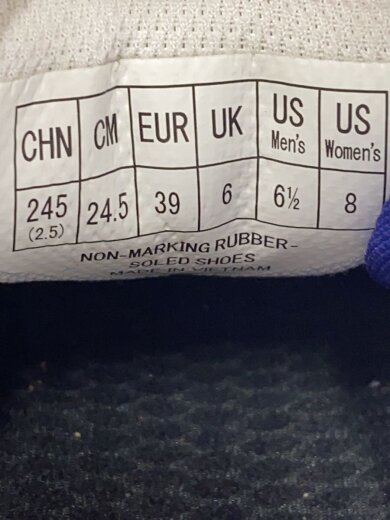 CHN CM EUR UK US Men's US Women's
245 (2.5) 24.5 39 6 6½ 8
NON-MARKING RUBBER-
SOLED SHOES
MADE IN VIETNAM